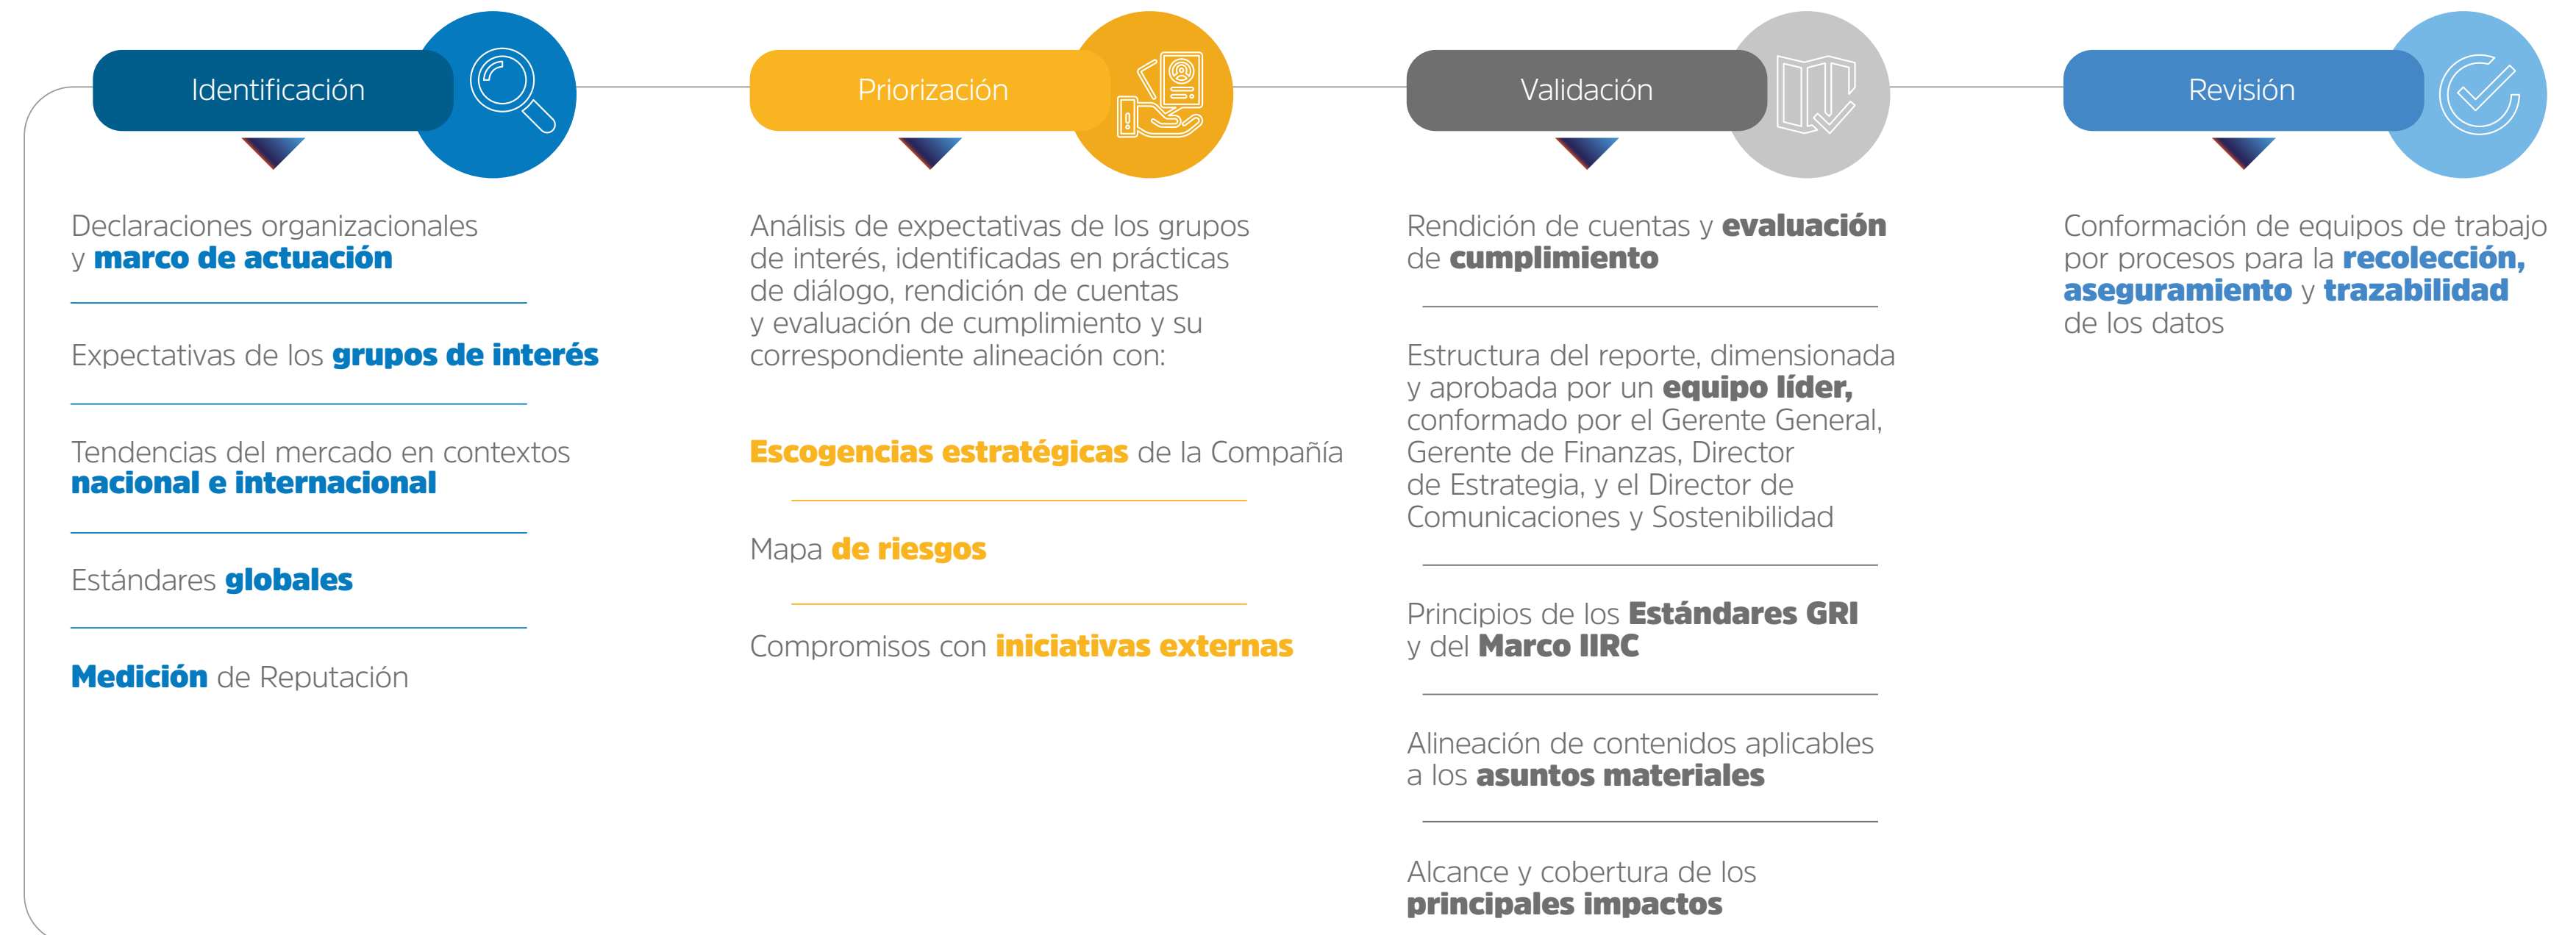 Identificación
Declaraciones organizacionales
y marco de actuación
Expectativas de los grupos de interés
Tendencias del mercado en contextos
nacional e internacional
Estándares globales
Medición de Reputación
Priorización
Análisis de expectativas de los grupos
de interés, identificadas en prácticas
de diálogo, rendición de cuentas
y evaluación de cumplimiento y su
correspondiente alineación con:
Escogencias estratégicas de la Compañía
Mapa de riesgos
Compromisos con iniciativas externas
Validación
Rendición de cuentas y evaluación
de cumplimiento
Estructura del reporte, dimensionada
y aprobada por un equipo líder,
conformado por el Gerente General,
Gerente de Finanzas, Director
de Estrategia, y el Director de
Comunicaciones y Sostenibilidad
Principios de los Estándares GRI
y del Marco IIRC
Alineación de contenidos aplicables
a los asuntos materiales
Alcance y cobertura de los
principales impactos
Revisión
Conformación de equipos de trabajo
por procesos para la recolección,
aseguramiento y trazabilidad
de los datos